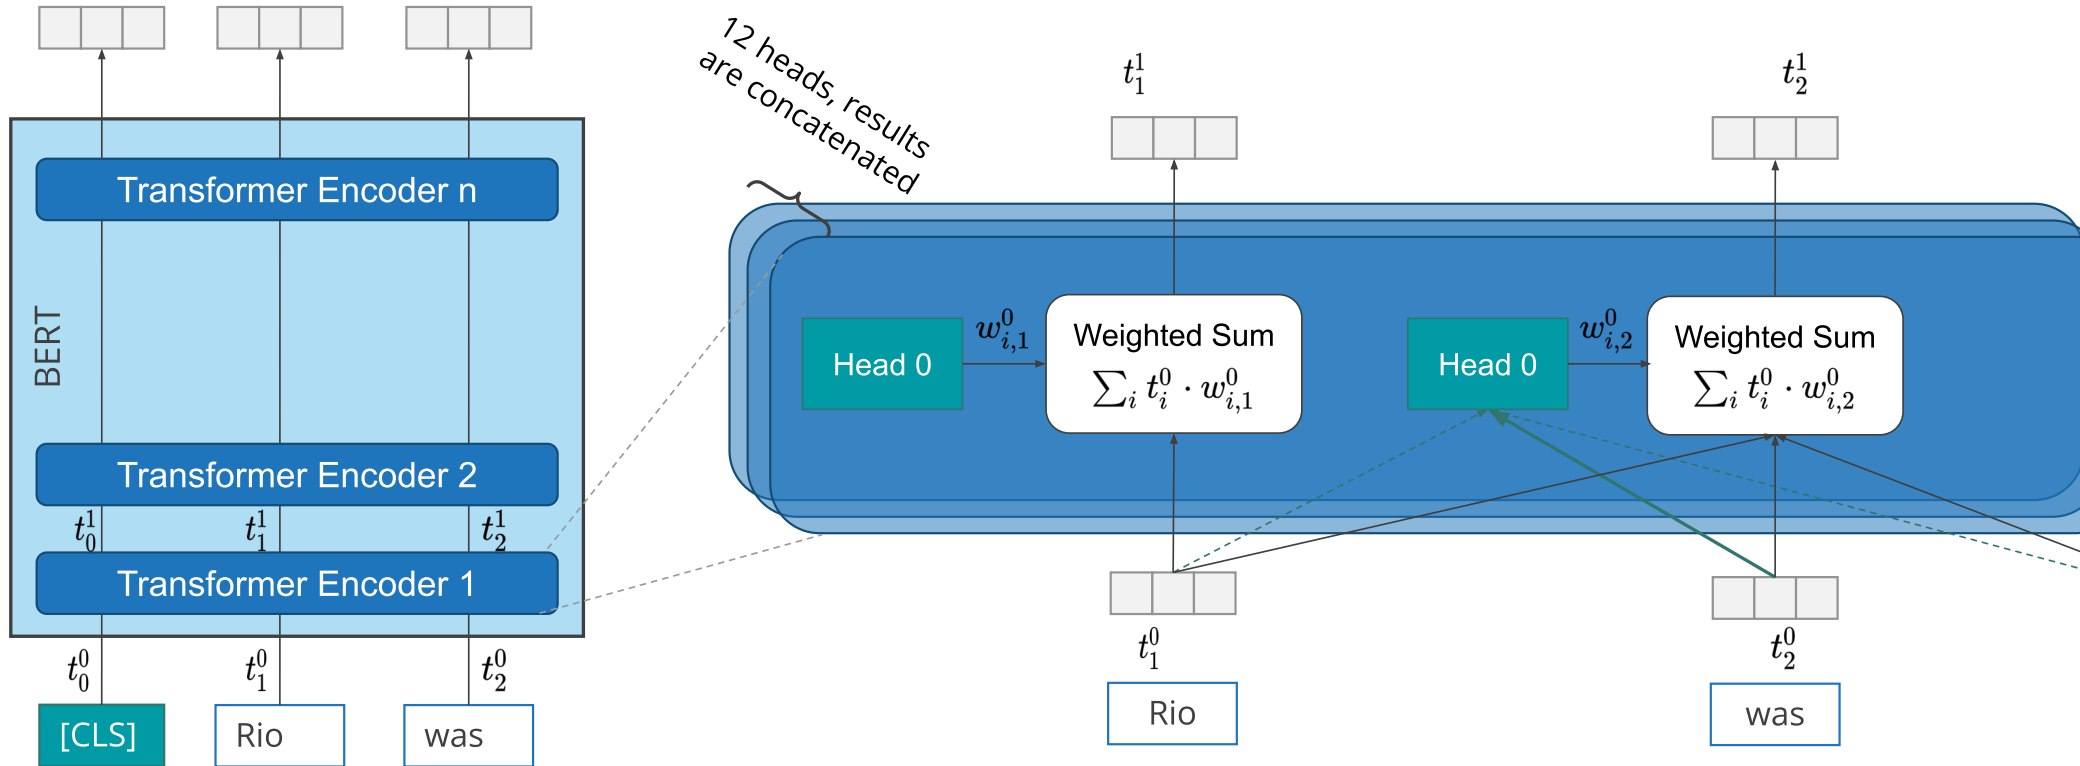 Transformer Encoder n
BERT
Transformer Encoder 2
t_0^1 t_1^1 t_2^1
Transformer Encoder 1
t_0^0 t_1^0 t_2^0
[CLS] Rio was
12 heads, results
are concatenated
t_1^1 t_2^1
Head 0
w_{i,1}^0
Weighted Sum
∑_i t_i^0 · w_{i,1}^0
Head 0
w_{i,2}^0
Weighted Sum
∑_i t_i^0 · w_{i,2}^0
t_1^0 t_2^0
Rio was